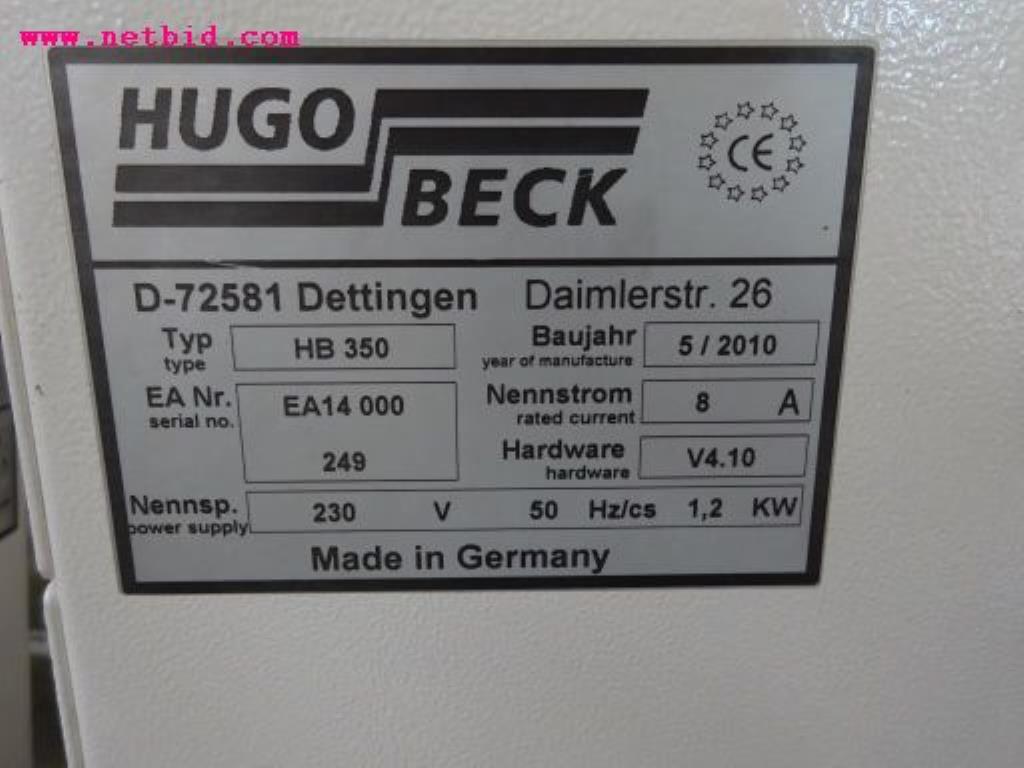 www.netbid.com
HUGO
BECK
CE
D-72581 Dettingen Daimlerstr. 26
Typ HB 350 Baujahr 5 / 2010
type year of manufacture
EA Nr. EA14 000 Nennstrom 8 A
serial no. rated current
249 Hardware V4.10
hardware
Nennsp. 230 V 50 Hz/cs 1,2 KW
power supply
Made in Germany